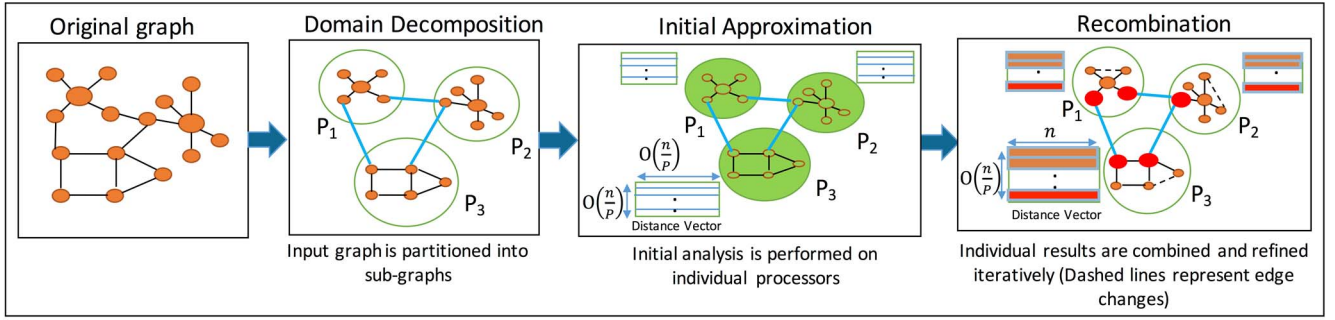 Original graph
Domain Decomposition
P1
P2
P3
Input graph is partitioned into
sub-graphs
Initial Approximation
P1
P2
P3
O(n/P)
O(n/P)
Distance Vector
Initial analysis is performed on
individual processors
Recombination
P1
P2
P3
n
O(n/P)
Distance Vector
Individual results are combined and refined
iteratively (Dashed lines represent edge
changes)